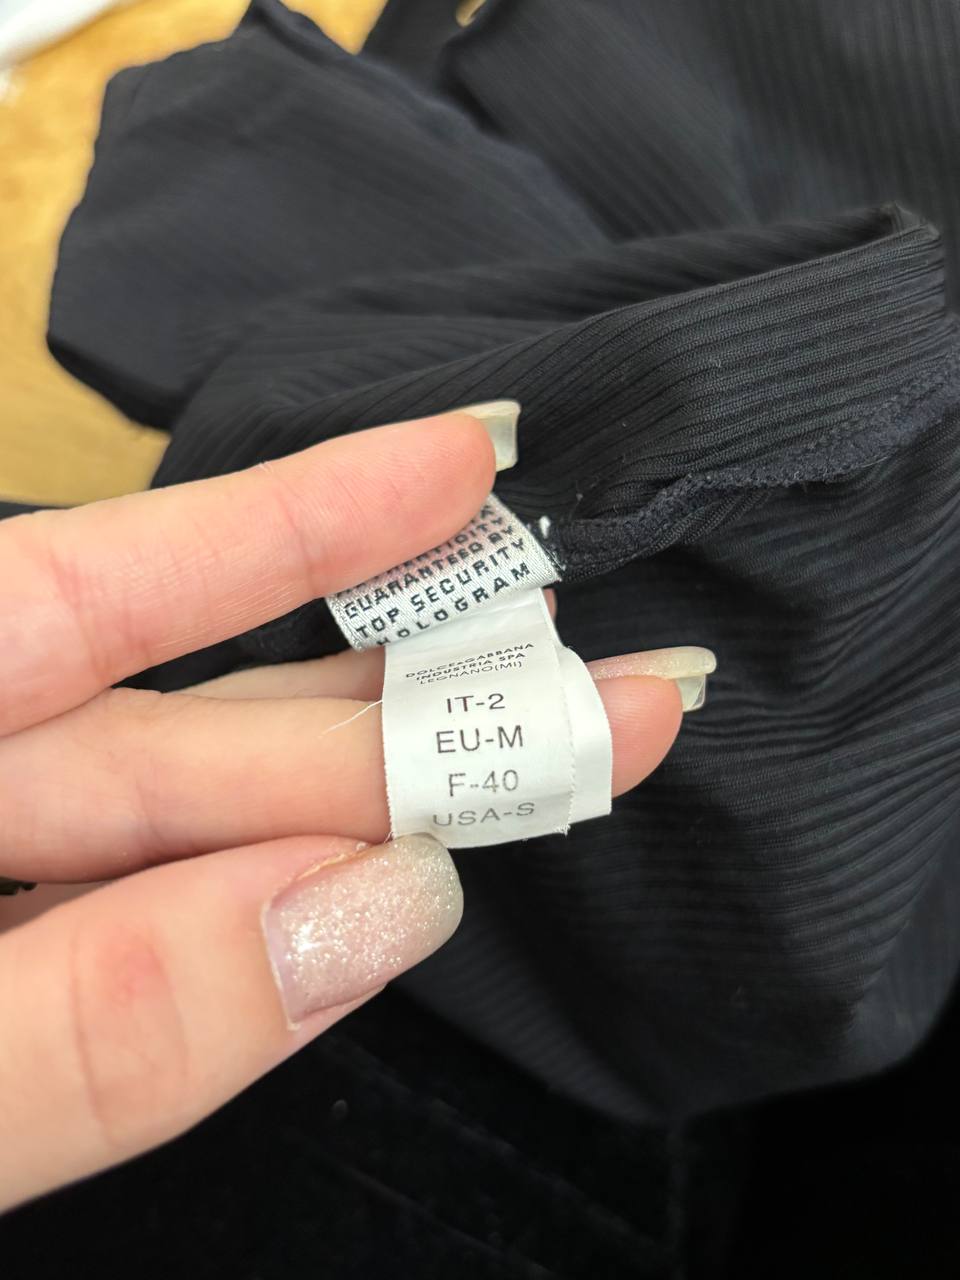 GUARANTEED BY
TOP SECURITY
HOLOGRAM
DOLCE&GABBANA
INDUSTRIA SPA
LEGNANO(MI)
IT-2
EU-M
F-40
USA-S